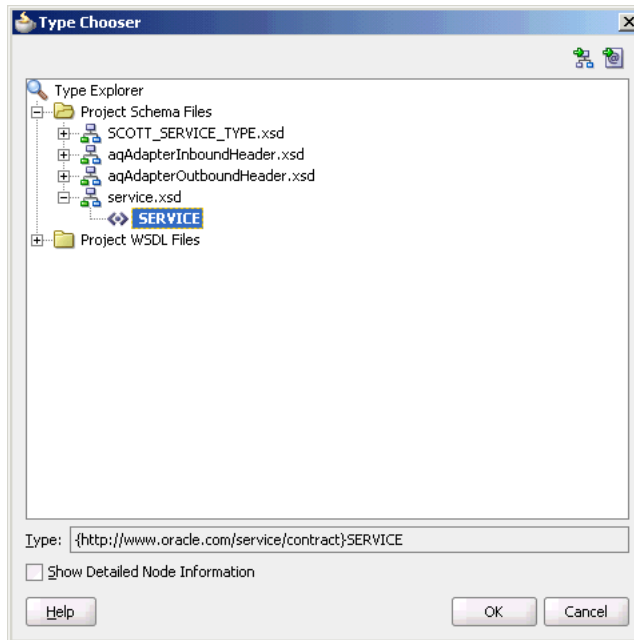 Type Chooser
Type Explorer
Project Schema Files
SCOTT_SERVICE_TYPE.xsd
aqAdapterInboundHeader.xsd
aqAdapterOutboundHeader.xsd
service.xsd
SERVICE
Project WSDL Files
Type: {http://www.oracle.com/service/contract}SERVICE
Show Detailed Node Information
Help OK Cancel